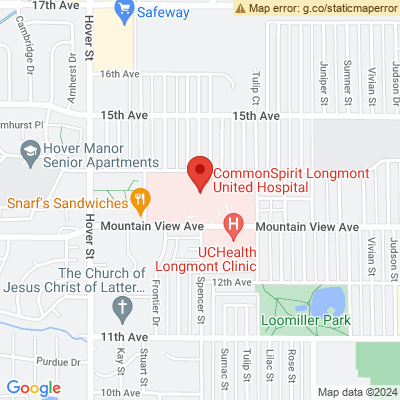 17th Ave
Map error: g.co/staticmaperror
Safeway
Cambridge Dr
Hover St
Amherst Dr
16th Ave
Tulip Ct
Juniper St
Sumner St
Vivian St
15th Ave
15th Ave
mhurst Pl
Hover Manor
Senior Apartments
CommonSpirit Longmont
United Hospital
Snarf's Sandwiches
Hover St
Mountain View Ave
Mountain View Ave
UCHealth
Longmont Clinic
Vivian St
Judson St
The Church of
Jesus Christ of Latter...
Frontier Dr
Spencer St
12th Ave
Loomiller Park
11th Ave
Purdue Dr
Kay St
Stuart St
Sumac St
Tulip St
Lilac St
Rose St
10th Ave
Google
Map data ©2024